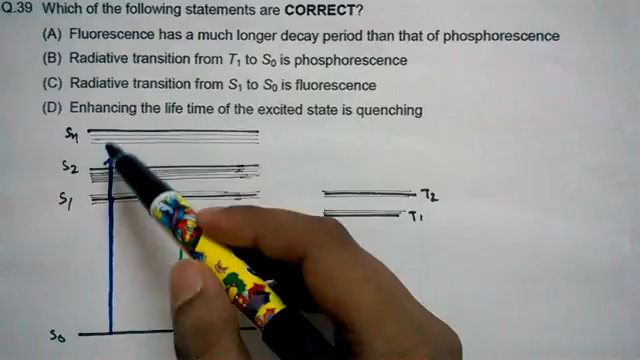 Q.39 Which of the following statements are CORRECT?
(A) Fluorescence has a much longer decay period than that of phosphorescence
(B) Radiative transition from T₁ to S₀ is phosphorescence
(C) Radiative transition from S₁ to S₀ is fluorescence
(D) Enhancing the life time of the excited state is quenching
Sn
S2
S1
T2
T1
S0